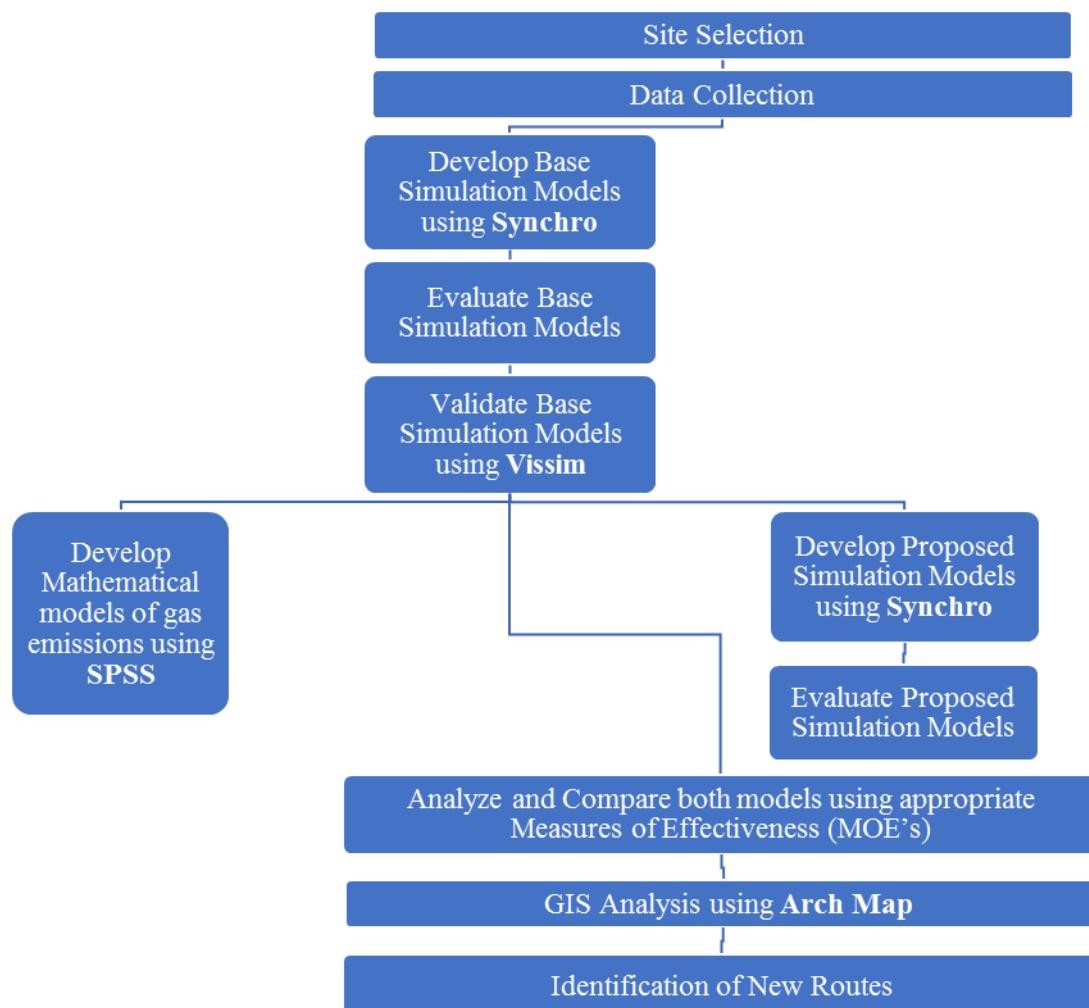 Site Selection
Data Collection
Develop Base
Simulation Models
using Synchro
Evaluate Base
Simulation Models
Validate Base
Simulation Models
using Vissim
Develop
Mathematical
models of gas
emissions using
SPSS
Develop Proposed
Simulation Models
using Synchro
Evaluate Proposed
Simulation Models
Analyze and Compare both models using appropriate
Measures of Effectiveness (MOE’s)
GIS Analysis using Arch Map
Identification of New Routes